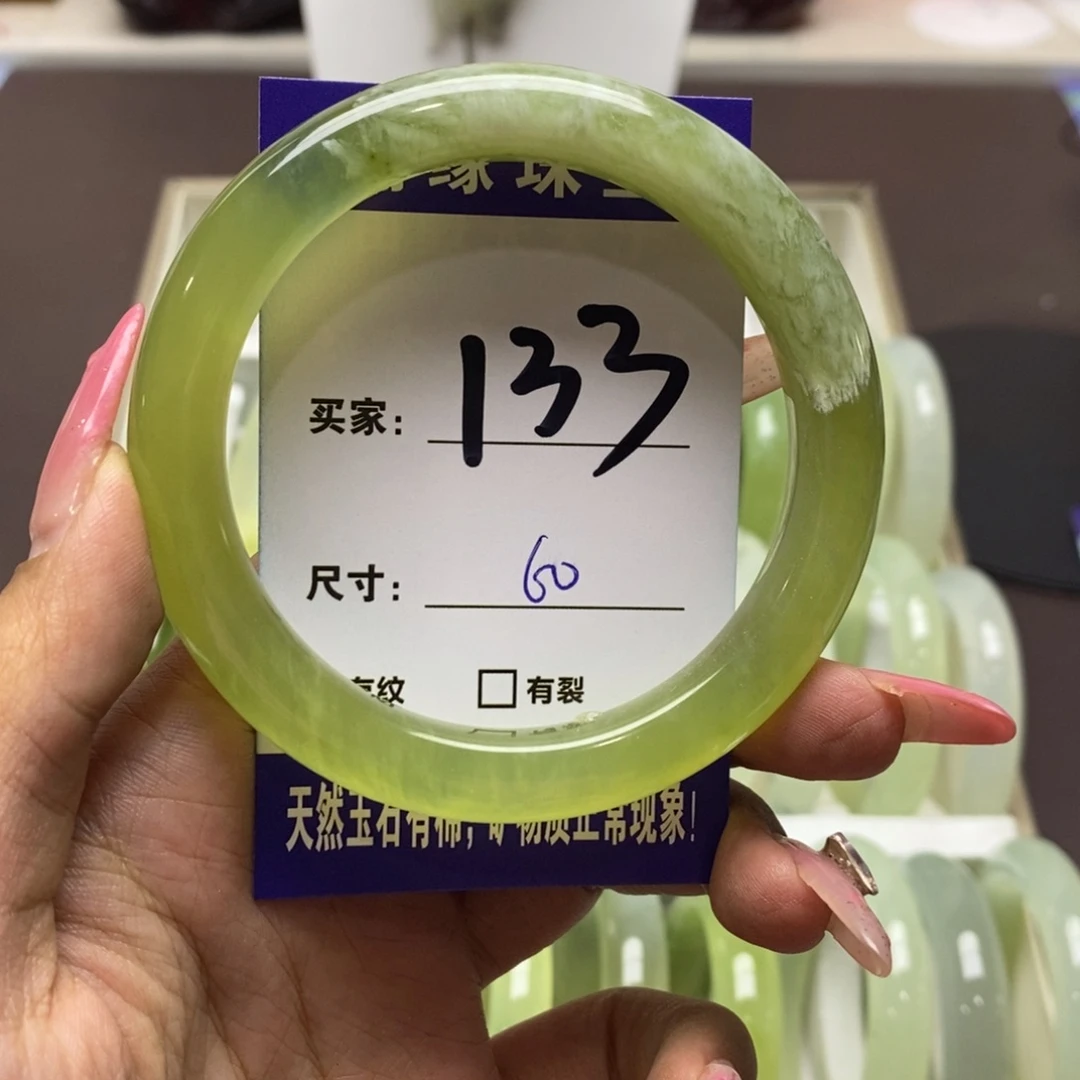 缘珠
买家: 133
尺寸: 60
有纹 □有裂
天然玉石有棉, 矿物质正常现象!